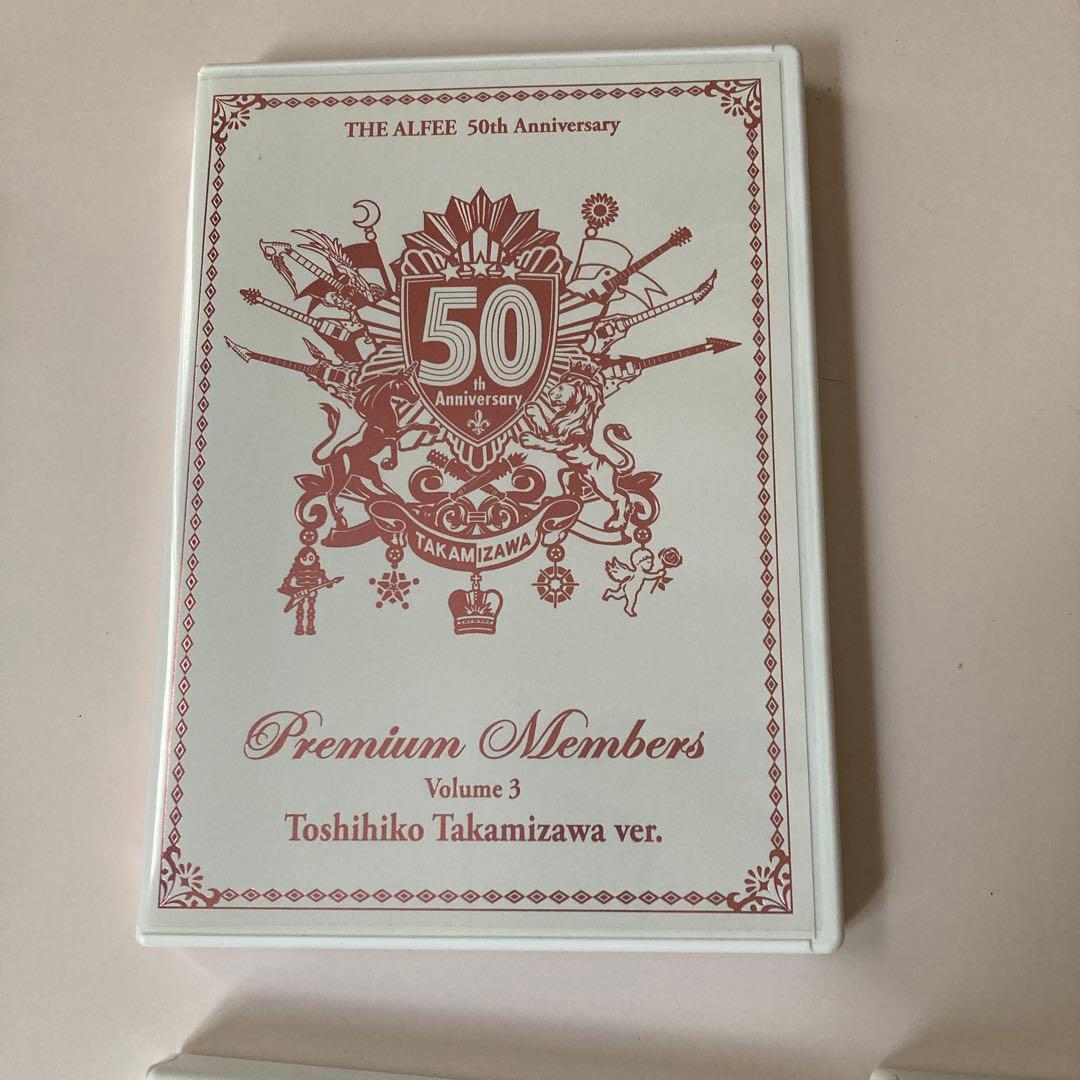 THE ALFEE 50th Anniversary
50
th
Anniversary
TAKAMIZAWA
Premium Members
Volume 3
Toshihiko Takamizawa ver.